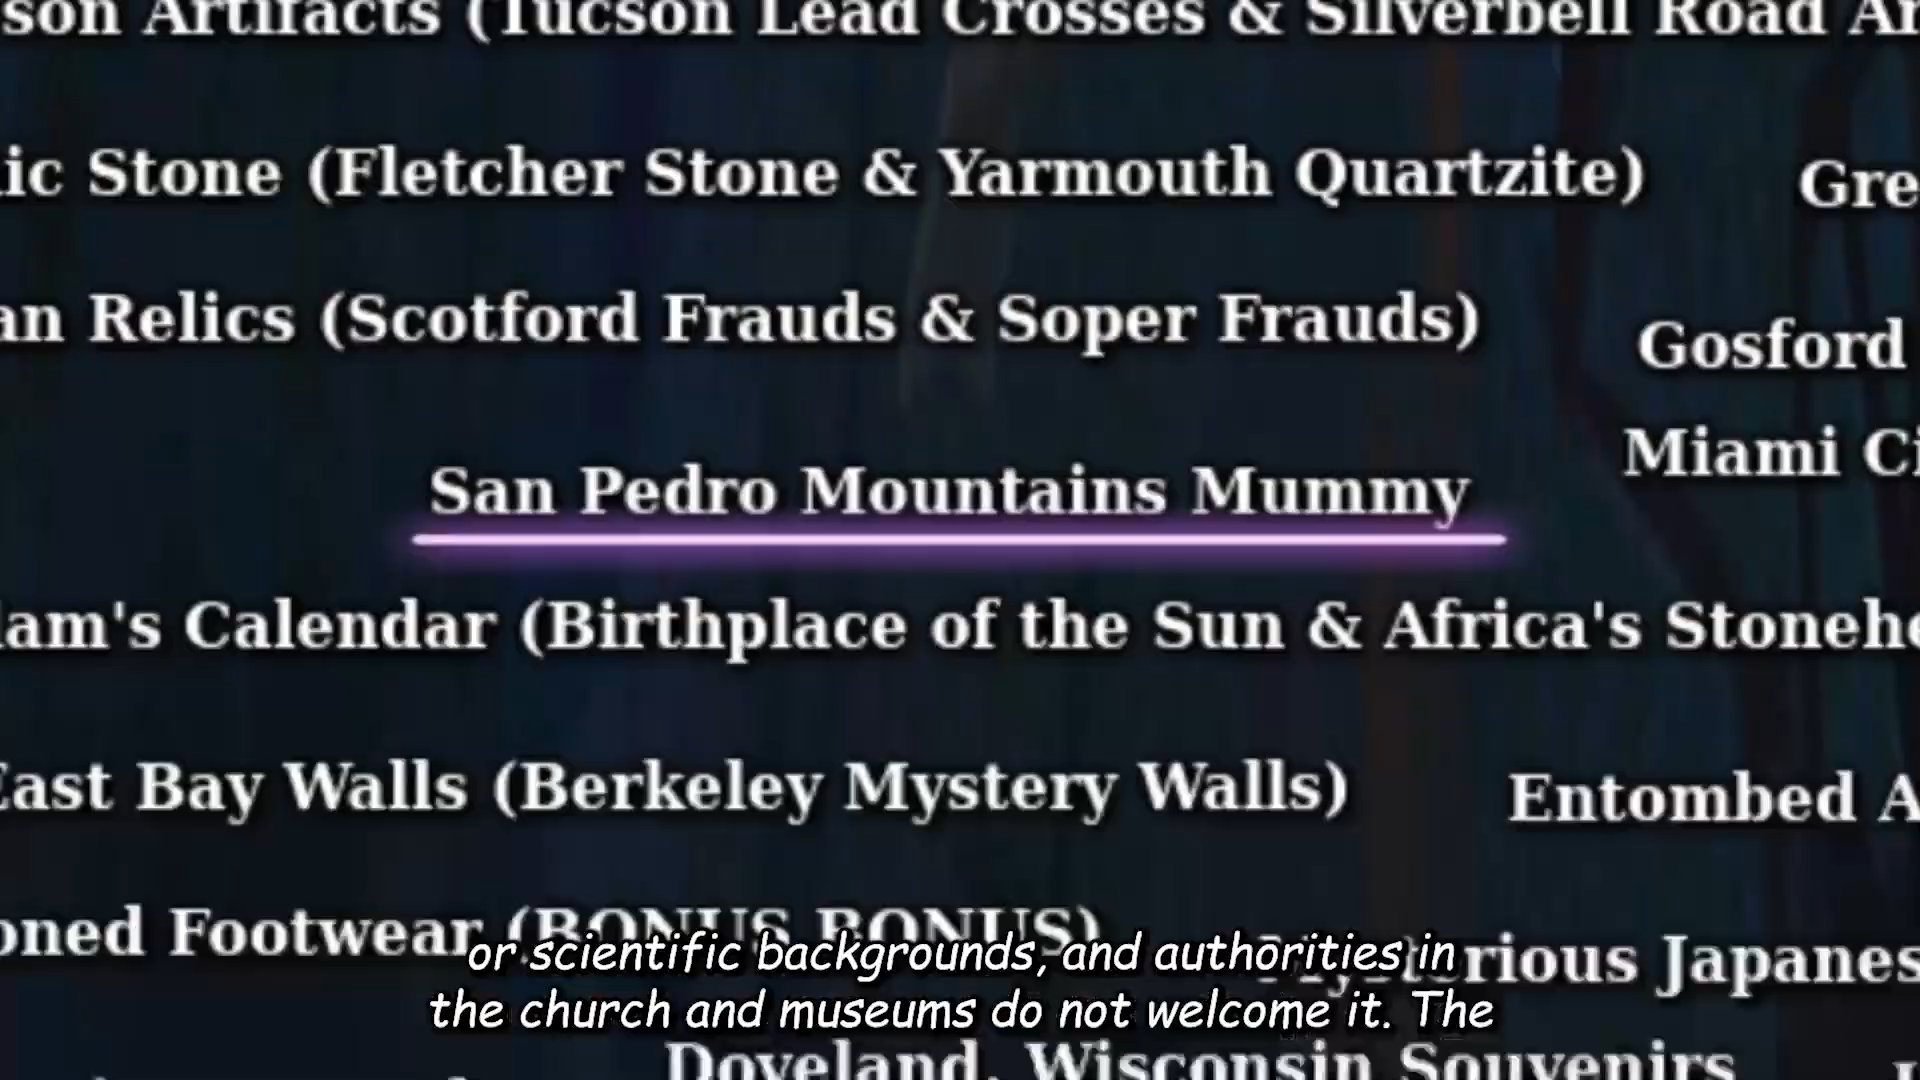 son Artifacts (Tucson Lead Crosses & Silverbell Road Ar
ic Stone (Fletcher Stone & Yarmouth Quartzite)
Gre
an Relics (Scotford Frauds & Soper Frauds)
Gosford
Miami Ci
San Pedro Mountains Mummy
lam's Calendar (Birthplace of the Sun & Africa's Stonehe
East Bay Walls (Berkeley Mystery Walls)
Entombed A
oned Footwear (BONUS BONUS)
rious Japanes
or scientific backgrounds, and authorities in
the church and museums do not welcome it. The
Doveland, Wisconsin Souvenirs